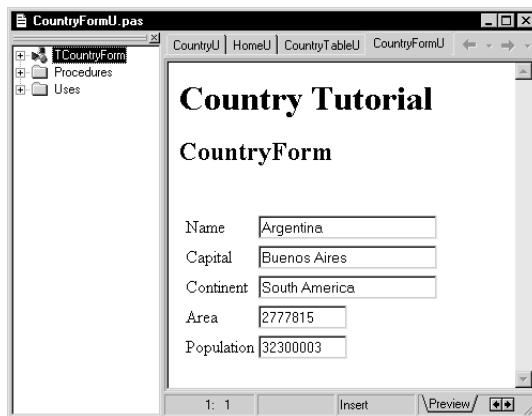 CountryFormU.pas
CountryU HomeU CountryTableU CountryFormU
TCountryForm
Procedures
Uses
Country Tutorial
CountryForm
Name Argentina
Capital Buenos Aires
Continent South America
Area 2777815
Population 32300003
1: 1 Insert Preview